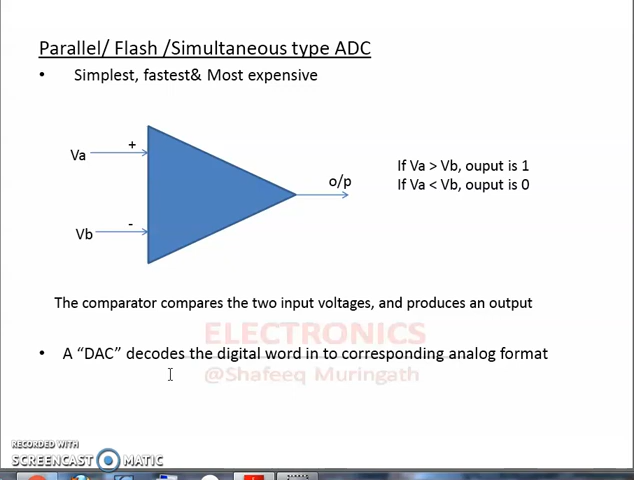 Parallel/ Flash /Simultaneous type ADC
• Simplest, fastest& Most expensive
+
Va
If Va > Vb, ouput is 1
o/p
If Va < Vb, ouput is 0
-
Vb
The comparator compares the two input voltages, and produces an output
ELECTRONICS
• A “DAC” decodes the digital word in to corresponding analog format
@Shafeeq Muringath
RECORDED WITH
SCREENCAST MATIC